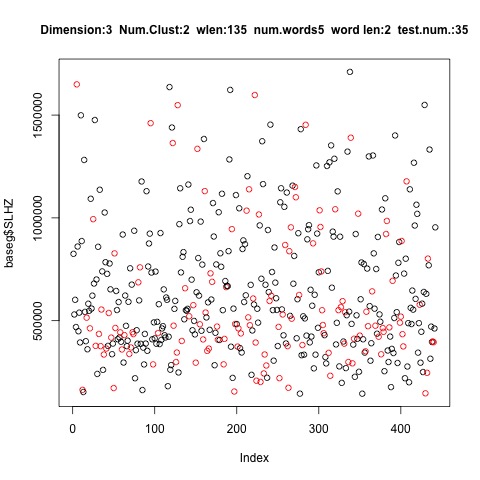 Dimension:3 Num.Clust:2 wlen:135 num.words5 word len:2 test.num.:35
baseg$SLHZ
1500000
1000000
500000
0 100 200 300 400
Index